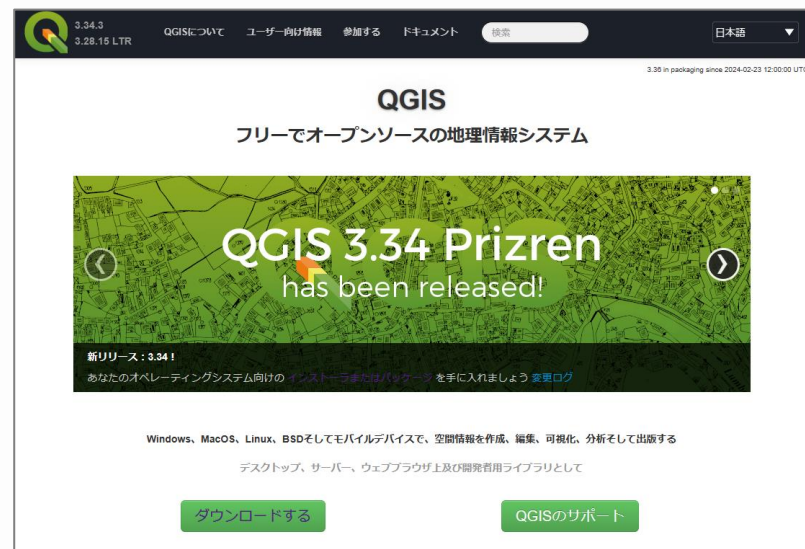 3.34.3
3.28.15 LTR
QGISについて ユーザー向け情報 参加する ドキュメント 検索 日本語
3.36 in packaging since 2024-02-23 12:00:00 UTC
QGIS
フリーでオープンソースの地理情報システム
QGIS 3.34 Prizren
has been released!
新リリース：3.34！
あなたのオペレーティングシステム向けの インストーラまたはパッケージ を手に入れましょう 変更ログ
Windows、MacOS、Linux、BSDそしてモバイルデバイスで、空間情報を作成、編集、可視化、分析そして出版する
デスクトップ、サーバー、ウェブブラウザ上及び開発者用ライブラリとして
ダウンロードする QGISのサポート